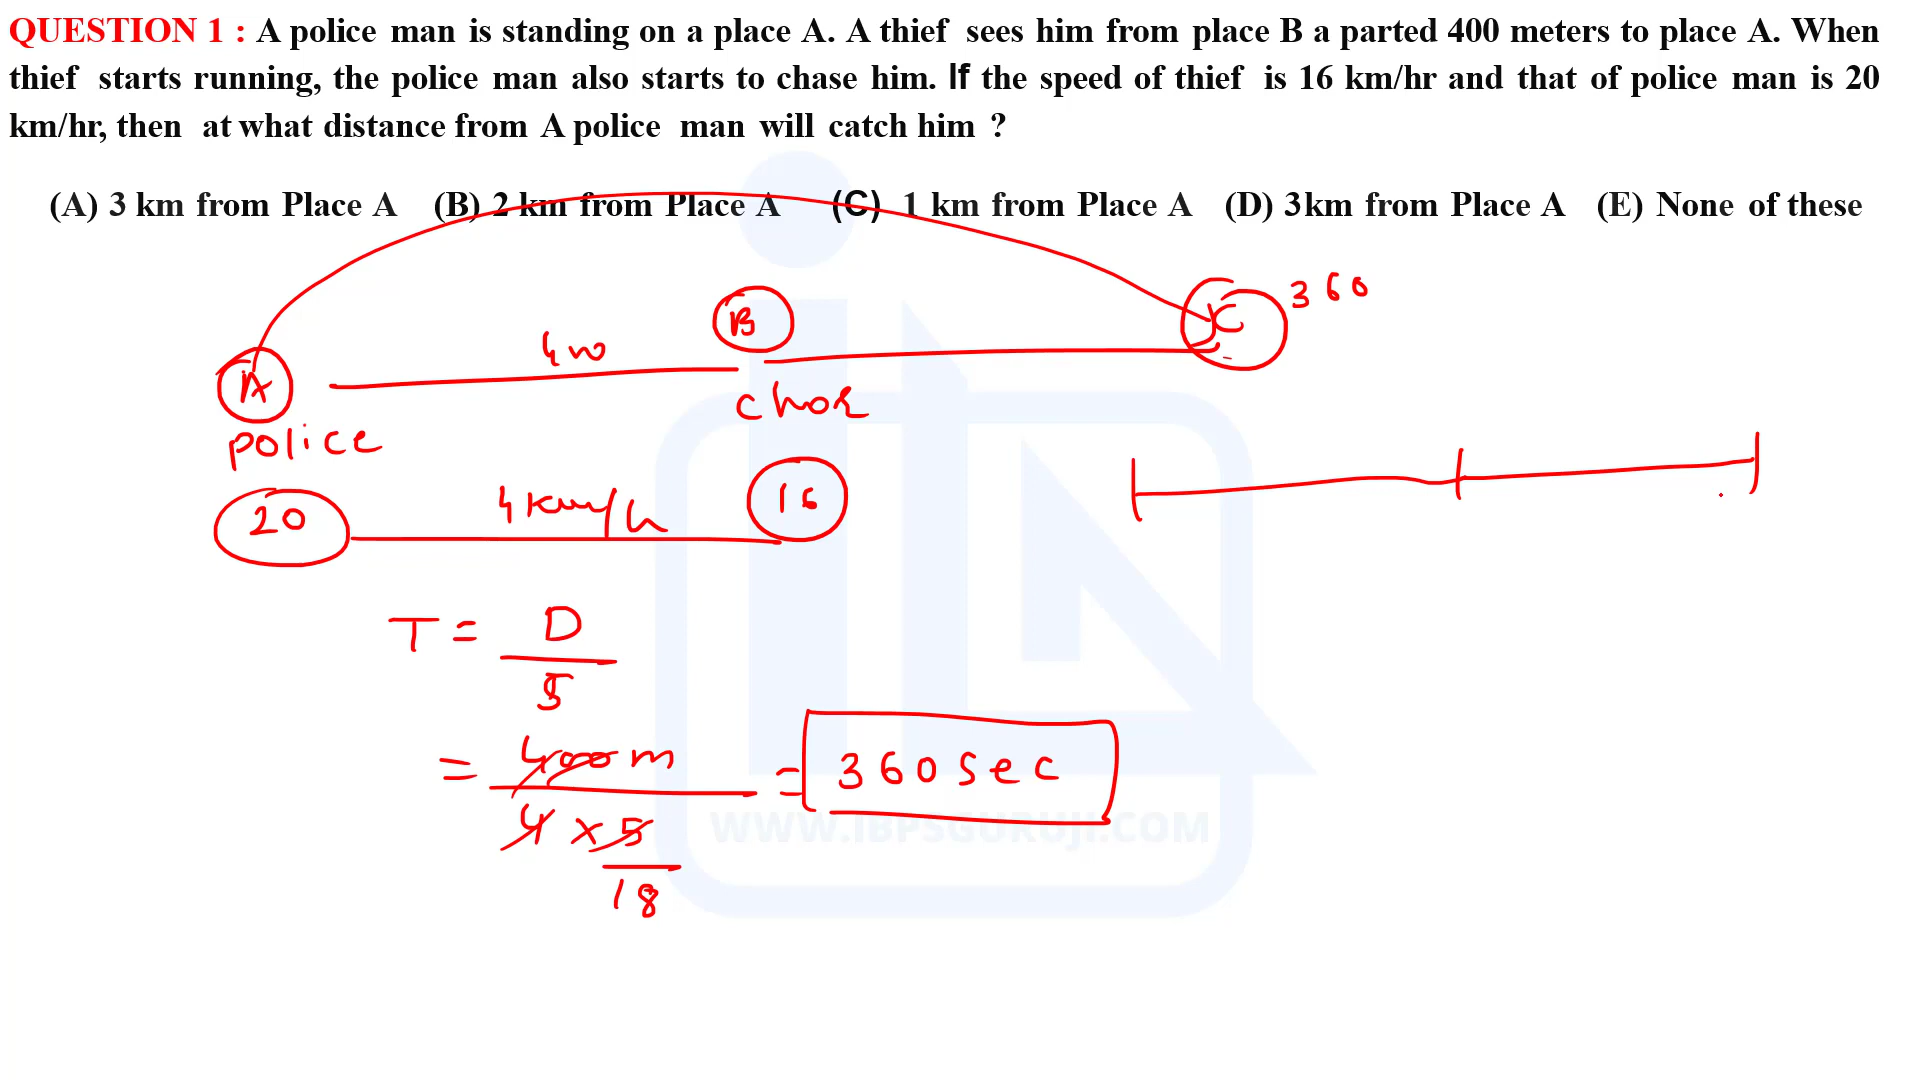 QUESTION 1 : A police man is standing on a place A. A thief sees him from place B a parted 400 meters to place A. When
thief starts running, the police man also starts to chase him. If the speed of thief is 16 km/hr and that of police man is 20
km/hr, then at what distance from A police man will catch him ?
(A) 3 km from Place A (B) 2 km from Place A (C) 1 km from Place A (D) 3km from Place A (E) None of these
A 400 B C 360
police chor
20 4 km/h 16
T = D
S
= 400 m = 360 sec
4 x 5
18
WWW.IBPSGURUJI.COM